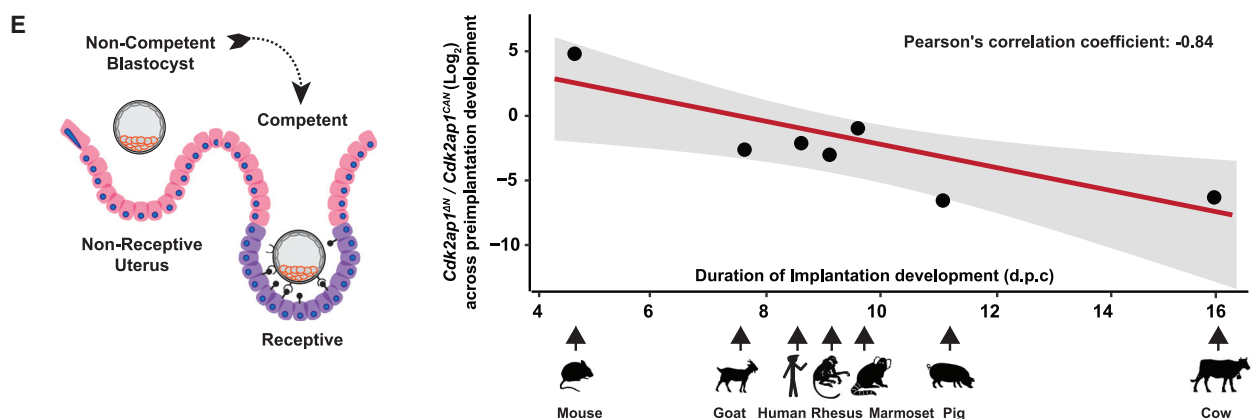 E
Non-Competent
Blastocyst
Competent
Non-Receptive
Uterus
Receptive
Cdk2ap1ΔN / Cdk2ap1CAN (Log2)
across preimplantation development
5
0
−5
−10
Pearson's correlation coefficient: -0.84
Duration of Implantation development (d.p.c)
4 6 8 10 12 14 16
Mouse Goat Human Rhesus Marmoset Pig Cow